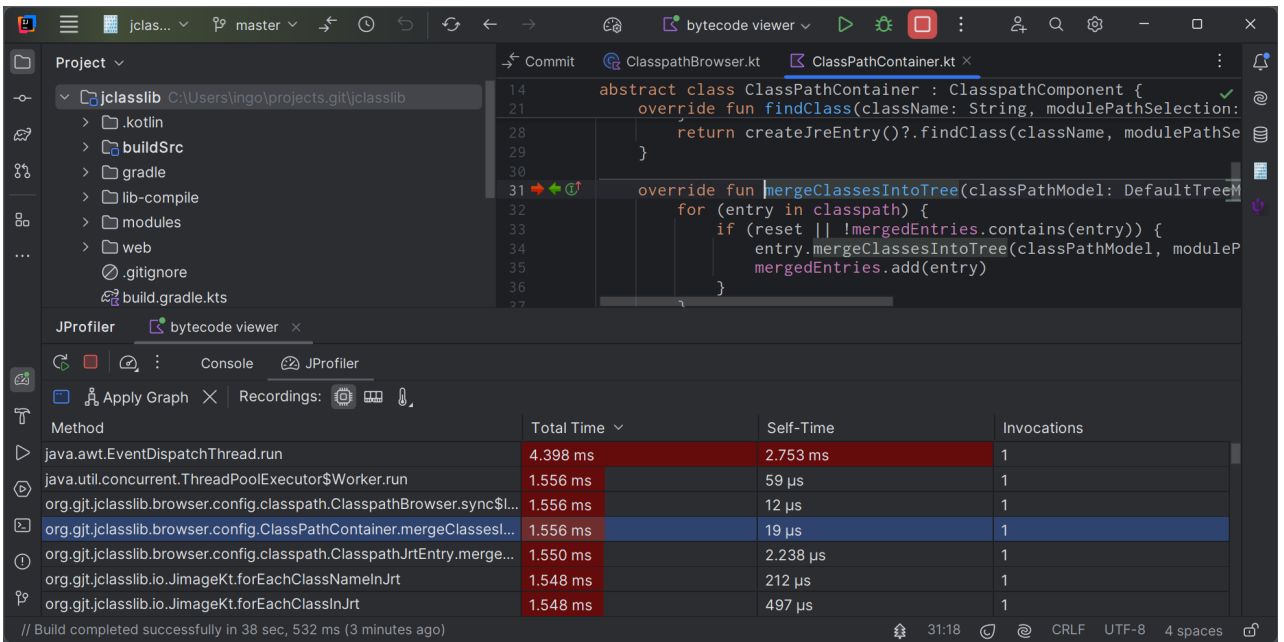 jclas... master bytecode viewer
Project
Commit ClasspathBrowser.kt ClassPathContainer.kt
jclasslib C:\Users\ingo\projects.git\jclasslib
.kotlin
buildSrc
gradle
lib-compile
modules
web
.gitignore
build.gradle.kts
14 abstract class ClassPathContainer : ClasspathComponent {
21 override fun findClass(className: String, modulePathSelection:
28 return createJreEntry()?.findClass(className, modulePathSe
29 }
30
31 override fun mergeClassesIntoTree(classPathModel: DefaultTreeM
32 for (entry in classpath) {
33 if (reset || !mergedEntries.contains(entry)) {
34 entry.mergeClassesIntoTree(classPathModel, moduleP
35 mergedEntries.add(entry)
36 }
37 }
JProfiler bytecode viewer
Console JProfiler
Apply Graph Recordings:
Method Total Time Self-Time Invocations
java.awt.EventDispatchThread.run 4.398 ms 2.753 ms 1
java.util.concurrent.ThreadPoolExecutor$Worker.run 1.556 ms 59 µs 1
org.gjt.jclasslib.browser.config.classpath.ClasspathBrowser.sync$l... 1.556 ms 12 µs 1
org.gjt.jclasslib.browser.config.ClassPathContainer.mergeClassesI... 1.556 ms 19 µs 1
org.gjt.jclasslib.browser.config.classpath.ClasspathJrtEntry.merge... 1.550 ms 2.238 µs 1
org.gjt.jclasslib.io.JimageKt.forEachClassNameInJrt 1.548 ms 212 µs 1
org.gjt.jclasslib.io.JimageKt.forEachClassInJrt 1.548 ms 497 µs 1
// Build completed successfully in 38 sec, 532 ms (3 minutes ago) 31:18 CRLF UTF-8 4 spaces